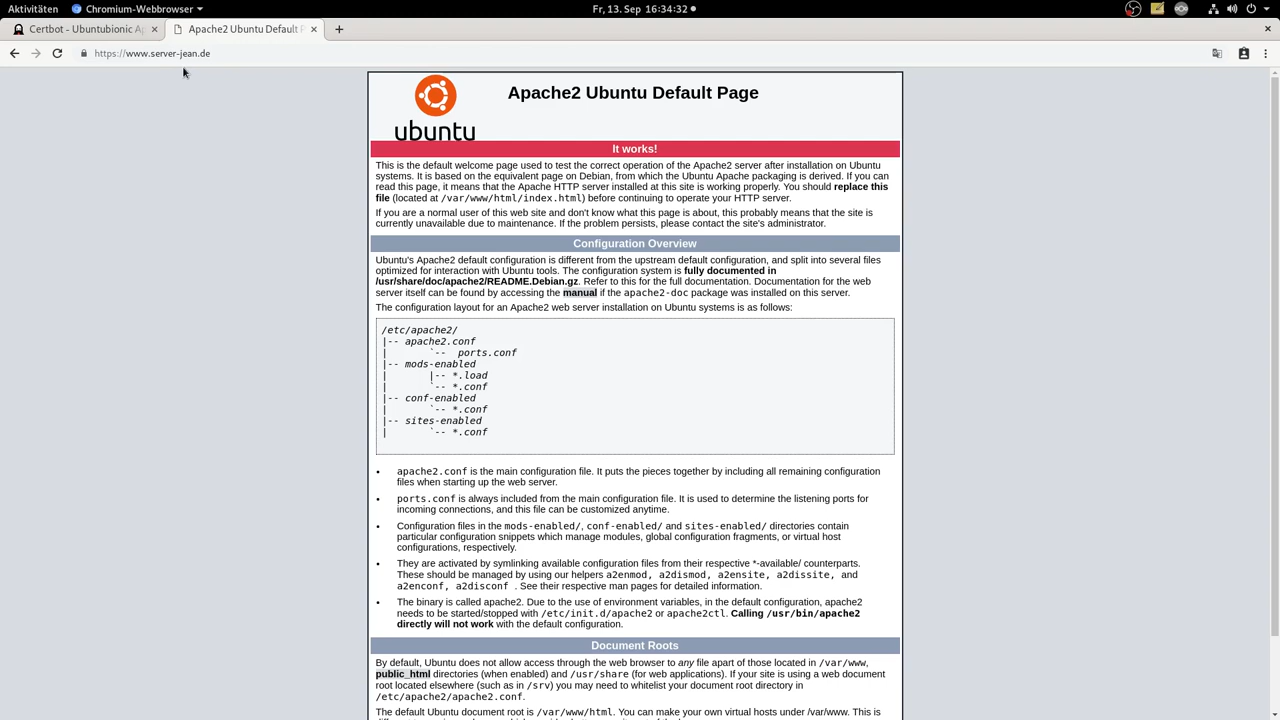 Aktivitäten Chromium-Webbrowser Fr, 13. Sep 16:34:32
Certbot - Ubuntubionic Ap Apache2 Ubuntu Default P
https://www.server-jean.de
Apache2 Ubuntu Default Page
ubuntu
It works!
This is the default welcome page used to test the correct operation of the Apache2 server after installation on Ubuntu
systems. It is based on the equivalent page on Debian, from which the Ubuntu Apache packaging is derived. If you can
read this page, it means that the Apache HTTP server installed at this site is working properly. You should replace this
file (located at /var/www/html/index.html) before continuing to operate your HTTP server.
If you are a normal user of this web site and don't know what this page is about, this probably means that the site is
currently unavailable due to maintenance. If the problem persists, please contact the site's administrator.
Configuration Overview
Ubuntu's Apache2 default configuration is different from the upstream default configuration, and split into several files
optimized for interaction with Ubuntu tools. The configuration system is fully documented in
/usr/share/doc/apache2/README.Debian.gz. Refer to this for the full documentation. Documentation for the web
server itself can be found by accessing the manual if the apache2-doc package was installed on this server.
The configuration layout for an Apache2 web server installation on Ubuntu systems is as follows:
/etc/apache2/
|-- apache2.conf
|       `--  ports.conf
|-- mods-enabled
|       |-- *.load
|       `-- *.conf
|-- conf-enabled
|       `-- *.conf
|-- sites-enabled
|       `-- *.conf
• apache2.conf is the main configuration file. It puts the pieces together by including all remaining configuration
files when starting up the web server.
• ports.conf is always included from the main configuration file. It is used to determine the listening ports for
incoming connections, and this file can be customized anytime.
• Configuration files in the mods-enabled/, conf-enabled/ and sites-enabled/ directories contain
particular configuration snippets which manage modules, global configuration fragments, or virtual host
configurations, respectively.
• They are activated by symlinking available configuration files from their respective *-available/ counterparts.
These should be managed by using our helpers a2enmod, a2dismod, a2ensite, a2dissite, and
a2enconf, a2disconf . See their respective man pages for detailed information.
• The binary is called apache2. Due to the use of environment variables, in the default configuration, apache2
needs to be started/stopped with /etc/init.d/apache2 or apache2ctl. Calling /usr/bin/apache2
directly will not work with the default configuration.
Document Roots
By default, Ubuntu does not allow access through the web browser to any file apart of those located in /var/www,
public_html directories (when enabled) and /usr/share (for web applications). If your site is using a web document
root located elsewhere (such as in /srv) you may need to whitelist your document root directory in
/etc/apache2/apache2.conf.
The default Ubuntu document root is /var/www/html. You can make your own virtual hosts under /var/www. This is